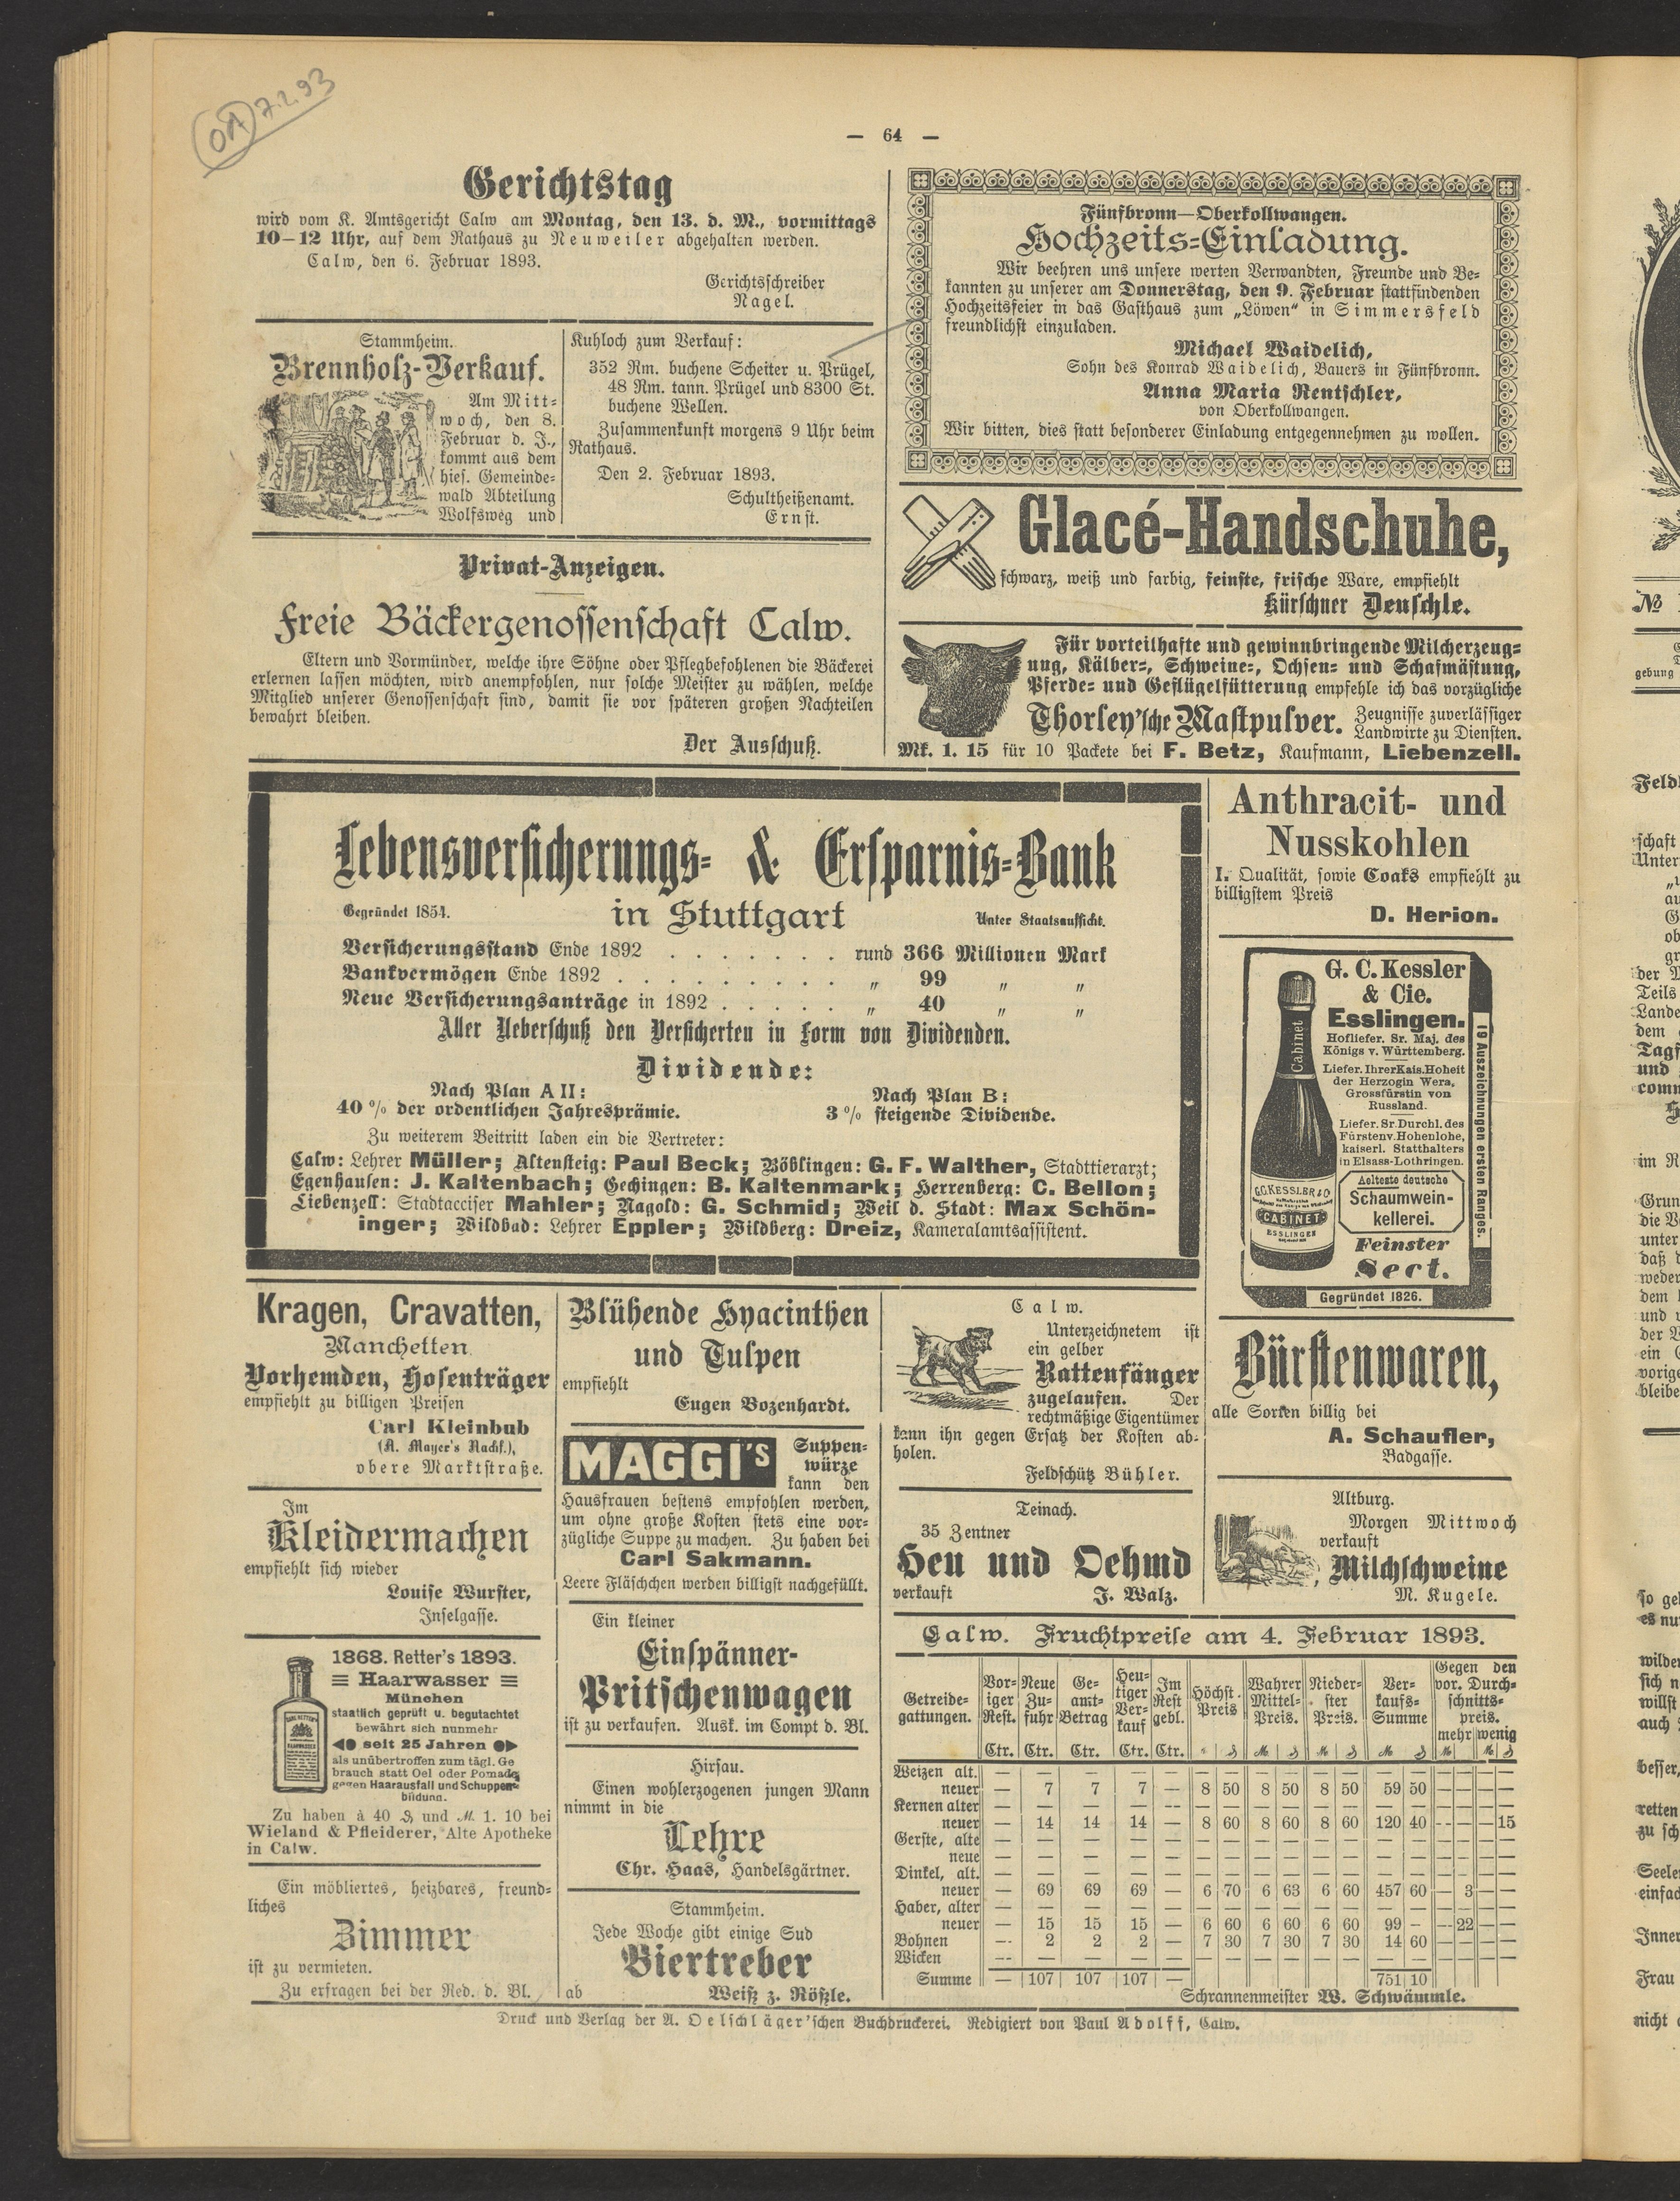 OA 7.2.93
— 64 —
Gerichtstag
wird vom K. Amtsgericht Calw am Montag, den 13. d. M., vormittags
10—12 Uhr, auf dem Rathaus zu Neuweiler abgehalten werden.
Calw, den 6. Februar 1893.
Gerichtsschreiber
Nagel.
Stammheim.
Brennholz-Verkauf.
Am Mitt-
woch, den 8.
Februar d. J.,
kommt aus dem
hies. Gemeinde-
wald Abteilung
Wolfsweg und
Kuhloch zum Verkauf:
352 Rm. buchene Scheiter u. Prügel,
48 Rm. tann. Prügel und 8300 St.
buchene Wellen.
Zusammenkunft morgens 9 Uhr beim
Rathaus.
Den 2. Februar 1893.
Schultheißenamt.
Ernst.
Privat-Anzeigen.
Freie Bäckergenossenschaft Calw.
Eltern und Vormünder, welche ihre Söhne oder Pflegbefohlenen die Bäckerei
erlernen lassen möchten, wird anempfohlen, nur solche Meister zu wählen, welche
Mitglied unserer Genossenschaft sind, damit sie vor späteren großen Nachteilen
bewahrt bleiben.
Der Ausschuß.
Fünfbronn—Oberkollwangen.
Hochzeits-Einladung.
Wir beehren uns unsere werten Verwandten, Freunde und Be-
kannten zu unserer am Donnerstag, den 9. Februar stattfindenden
Hochzeitsfeier in das Gasthaus zum „Löwen“ in Simmersfeld
freundlichst einzuladen.
Michael Waidelich,
Sohn des Konrad Waidelich, Bauers in Fünfbronn.
Anna Maria Rentschler,
von Oberkollwangen.
Wir bitten, dies statt besonderer Einladung entgegennehmen zu wollen.
Glacé-Handschuhe,
schwarz, weiß und farbig, feinste, frische Ware, empfiehlt
Kürschner Deuschle.
Für vorteilhafte und gewinnbringende Milcherzeug-
ung, Kälber-, Schweine-, Ochsen- und Schafmästung,
Pferde- und Geflügelfütterung empfehle ich das vorzügliche
Thorley'sche Mastpulver. Zeugnisse zuverlässiger
Landwirte zu Diensten.
Mk. 1. 15 für 10 Packete bei F. Betz, Kaufmann, Liebenzell.
Lebensversicherungs- & Ersparnis-Bank
Gegründet 1854. in Stuttgart Unter Staatsaufsicht.
Versicherungsstand Ende 1892 . . . . . . . rund 366 Millionen Mark
Bankvermögen Ende 1892 . . . . . . . . . „ 99 „ „
Neue Versicherungsanträge in 1892 . . . . . „ 40 „ „
Aller Ueberschuß den Versicherten in Form von Dividenden.
Dividende:
Nach Plan A II: Nach Plan B:
40 % der ordentlichen Jahresprämie. 3 % steigende Dividende.
Zu weiterem Beitritt laden ein die Vertreter:
Calw: Lehrer Müller; Altensteig: Paul Beck; Böblingen: G. F. Walther, Stadttierarzt;
Egenhausen: J. Kaltenbach; Gechingen: B. Kaltenmark; Herrenberg: C. Bellon;
Liebenzell: Stadtacciser Mahler; Nagold: G. Schmid; Weil d. Stadt: Max Schön-
inger; Wildbad: Lehrer Eppler; Wildberg: Dreiz, Kameralamtsassistent.
Anthracit- und
Nusskohlen
I. Qualität, sowie Coaks empfiehlt zu
billigstem Preis
D. Herion.
G. C. Kessler
& Cie.
Esslingen.
Hofliefer. Sr. Maj. des
Königs v. Württemberg.
Liefer. Ihrer Kais. Hoheit
der Herzogin Wera,
Grossfürstin von
Russland.
Liefer. Sr. Durchl. des
Fürsten v. Hohenlohe,
kaiserl. Statthalters
in Elsass-Lothringen.
Aelteste deutsche
Schaumwein-
kellerei.
Feinster
Sect.
Gegründet 1826.
19 Auszeichnungen ersten Ranges.
Cabinet
G.C. KESSLER & Co
CABINET
ESSLINGEN
Kragen, Cravatten,
Manchetten
Vorhemden, Hosenträger
empfiehlt zu billigen Preisen
Carl Kleinbub
(A. Mayer's Nachf.),
obere Marktstraße.
Im
Kleidermachen
empfiehlt sich wieder
Louise Wurster,
Inselgasse.
1868. Retter's 1893.
Haarwasser
München
staatlich geprüft u. begutachtet
bewährt sich nunmehr
seit 25 Jahren
als unübertroffen zum tägl. Ge
brauch statt Oel oder Pomade
gegen Haarausfall und Schuppen-
bildung.
Zu haben à 40 ₰ und ℳ 1. 10 bei
Wieland & Pfleiderer, Alte Apotheke
in Calw.
Ein möbliertes, heizbares, freund-
liches
Zimmer
ist zu vermieten.
Zu erfragen bei der Red. d. Bl.
Blühende Hyacinthen
und Tulpen
empfiehlt
Eugen Bozenhardt.
MAGGI's Suppen-
würze
kann den
Hausfrauen bestens empfohlen werden,
um ohne große Kosten stets eine vor-
zügliche Suppe zu machen. Zu haben bei
Carl Sakmann.
Leere Fläschchen werden billigst nachgefüllt.
Ein kleiner
Einspänner-
Pritschenwagen
ist zu verkaufen. Ausk. im Compt d. Bl.
Hirsau.
Einen wohlerzogenen jungen Mann
nimmt in die
Lehre
Chr. Haas, Handelsgärtner.
Stammheim.
Jede Woche gibt einige Sud
Biertreber
ab Weiß z. Rößle.
Calw.
Unterzeichnetem ist
ein gelber
Rattenfänger
zugelaufen. Der
rechtmäßige Eigentümer
kann ihn gegen Ersatz der Kosten ab-
holen.
Feldschütz Bühler.
Teinach.
35 Zentner
Heu und Oehmd
verkauft J. Walz.
Bürstenwaren,
alle Sorten billig bei
A. Schaufler,
Badgasse.
Altburg.
Morgen Mittwoch
verkauft
Milchschweine
M. Kugele.
Calw. Fruchtpreise am 4. Februar 1893.
Getreide-gattungen. | Vor-iger Rest. | Neue Zu-fuhr | Ge-amt-Betrag | Heu-tiger Ver-kauf | Im Rest gebl. | Höchst-Preis | Wahrer Mittel-Preis. | Nieder-ster Preis. | Ver-kaufs-Summe | Gegen den vor. Durch-schnitts-preis. mehr wenig
Ctr. Ctr. Ctr. Ctr. Ctr. ₰ ℳ ₰ ℳ ₰ ℳ ₰ ℳ ℳ ₰
Weizen alt. — — — — — — — — — — — — — — — —
neuer — 7 7 7 — 8 50 8 50 8 50 59 50 — — — —
Kernen alter — — — — -- — — — — — — — — — — —
neuer — 14 14 14 — 8 60 8 60 8 60 120 40 -- — — 15
Gerste, alte — — — — — — — — — — — — — — — —
neue — — — — — — — — — — — — — — — —
Dinkel, alt. — — — — — — — — — — — — — — — —
neuer — 69 69 69 — 6 70 6 63 6 60 457 60 — 3 — —
Haber, alter — — — — — — — — — — — — — — — —
neuer — 15 15 15 — 6 60 6 60 6 60 99 – — 22 — —
Bohnen — 2 2 2 — 7 30 7 30 7 30 14 60 — — — —
Wicken — — — — — — — — — — — — — — — —
Summe — 107 107 107 — 751 10
Schrannenmeister W. Schwämmle.
Druck und Verlag der A. Oelschläger'schen Buchdruckerei. Redigiert von Paul Adolff, Calw.